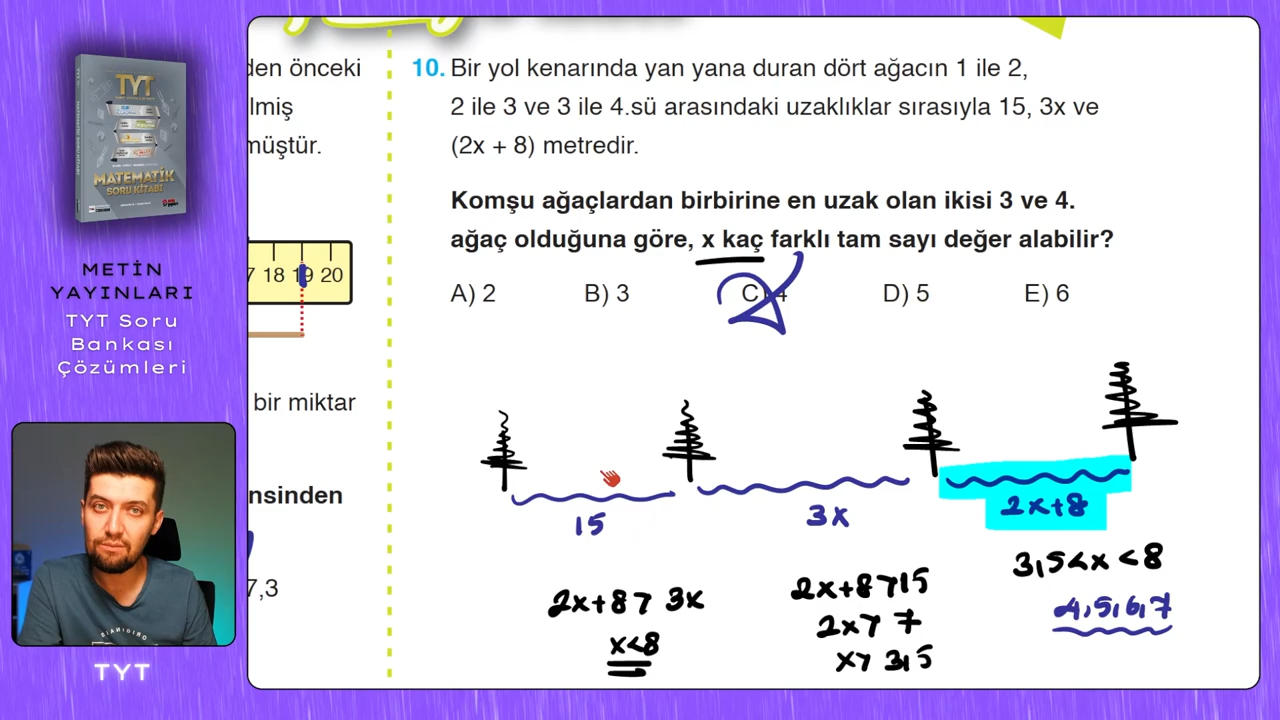 TYT
MATEMATİK
SORU KİTABI
METİN
YAYINLARI
TYT Soru
Bankası
Çözümleri
TYT
den önceki
lmiş
müştür.
7 18 19 20
bir miktar
nsinden
7,3
10. Bir yol kenarında yan yana duran dört ağacın 1 ile 2,
2 ile 3 ve 3 ile 4.sü arasındaki uzaklıklar sırasıyla 15, 3x ve
(2x + 8) metredir.
Komşu ağaçlardan birbirine en uzak olan ikisi 3 ve 4.
ağaç olduğuna göre, x kaç farklı tam sayı değer alabilir?
A) 2 B) 3 C) 4 D) 5 E) 6
15 3x 2x+8
2x+8 > 3x
x<8
2x+8>15
2x > 7
x> 3,5
3,5<x<8
4,5,6,7